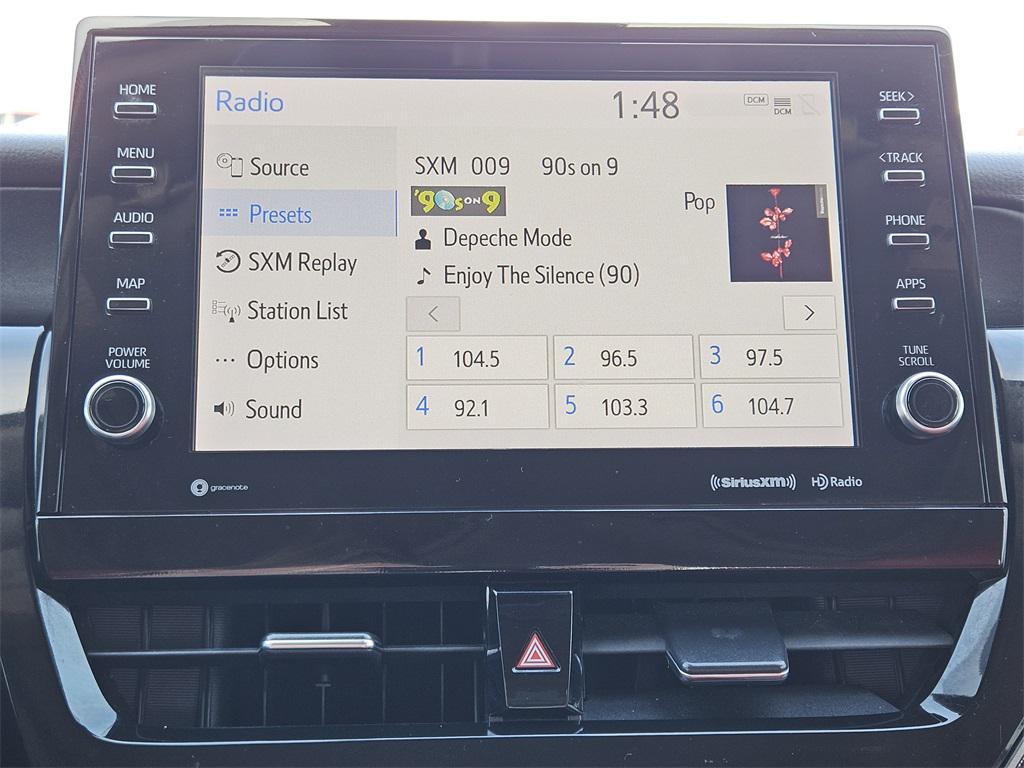 HOME
MENU
AUDIO
MAP
POWER
VOLUME
Radio
1:48
DCM
DCM
Source
Presets
SXM Replay
Station List
Options
Sound
SXM 009 90s on 9
'90s ON 9
Pop
Depeche Mode
Enjoy The Silence (90)
<
>
1 104.5
2 96.5
3 97.5
4 92.1
5 103.3
6 104.7
SEEK>
<TRACK
PHONE
APPS
TUNE
SCROLL
gracenote
((SiriusXM))
HD Radio